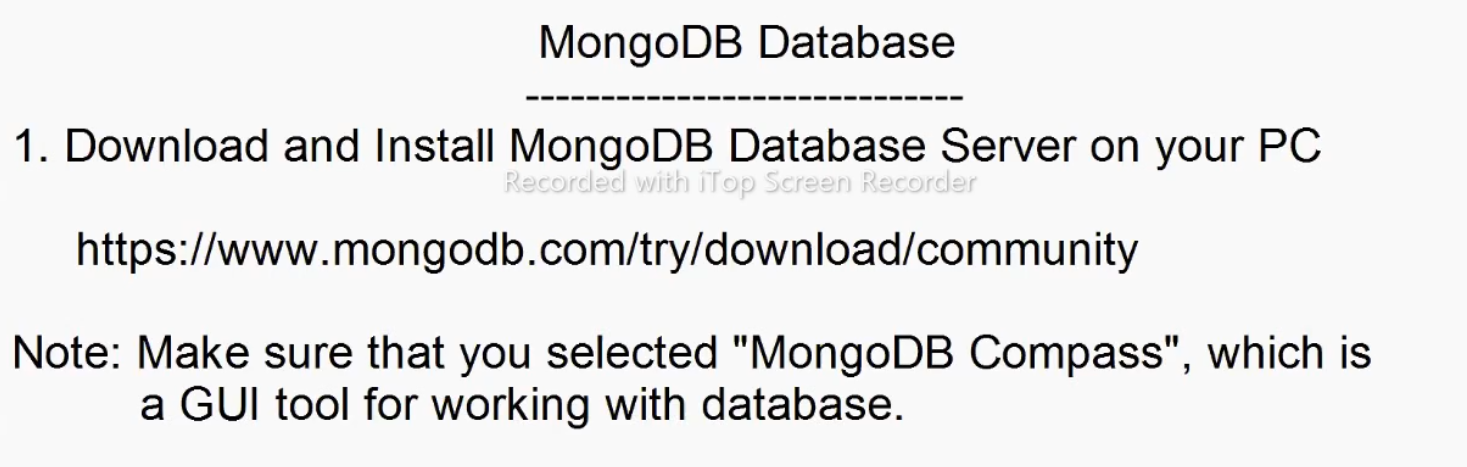 MongoDB Database
-----------------------------
1. Download and Install MongoDB Database Server on your PC
Recorded with iTop Screen Recorder
https://www.mongodb.com/try/download/community
Note: Make sure that you selected "MongoDB Compass", which is
a GUI tool for working with database.